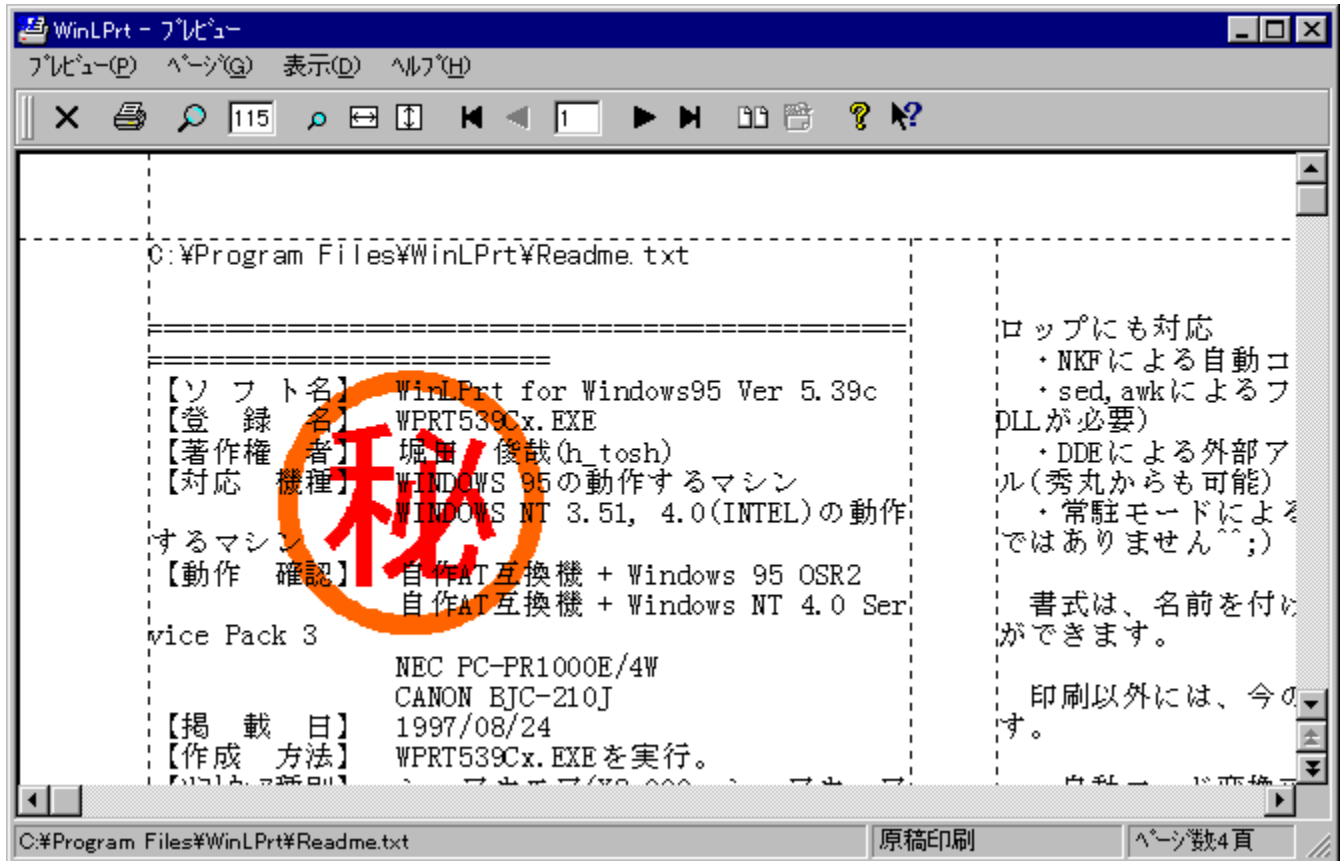 WinLPrt - ﾌﾟﾚﾋﾞｭｰ
ﾌﾟﾚﾋﾞｭｰ(P) ﾍﾟｰｼﾞ(G) 表示(D) ﾍﾙﾌﾟ(H)
115 1
C:¥Program Files¥WinLPrt¥Readme.txt
=================================================
==========================
【ソ フ ト名】 WinLPrt for Windows95 Ver 5.39c
【登 録 名】 WPRT539Cx.EXE
【著作権 者】 堀田 俊哉(h_tosh)
【対応 機種】 WINDOWS 95の動作するマシン
WINDOWS NT 3.51, 4.0(INTEL)の動作
するマシン
【動作 確認】 自作AT互換機 + Windows 95 OSR2
自作AT互換機 + Windows NT 4.0 Ser
vice Pack 3
NEC PC-PR1000E/4W
CANON BJC-210J
【掲 載 日】 1997/08/24
【作成 方法】 WPRT539Cx.EXEを実行。
秘
ロップにも対応
・NKFによる自動コ
・sed,awkによるフ
DLLが必要)
・DDEによる外部ア
ル(秀丸からも可能)
・常駐モードによる
ではありません^^;)
書式は、名前を付け
ができます。
印刷以外には、今の
す。
C:¥Program Files¥WinLPrt¥Readme.txt 原稿印刷 ﾍﾟｰｼﾞ数:4頁